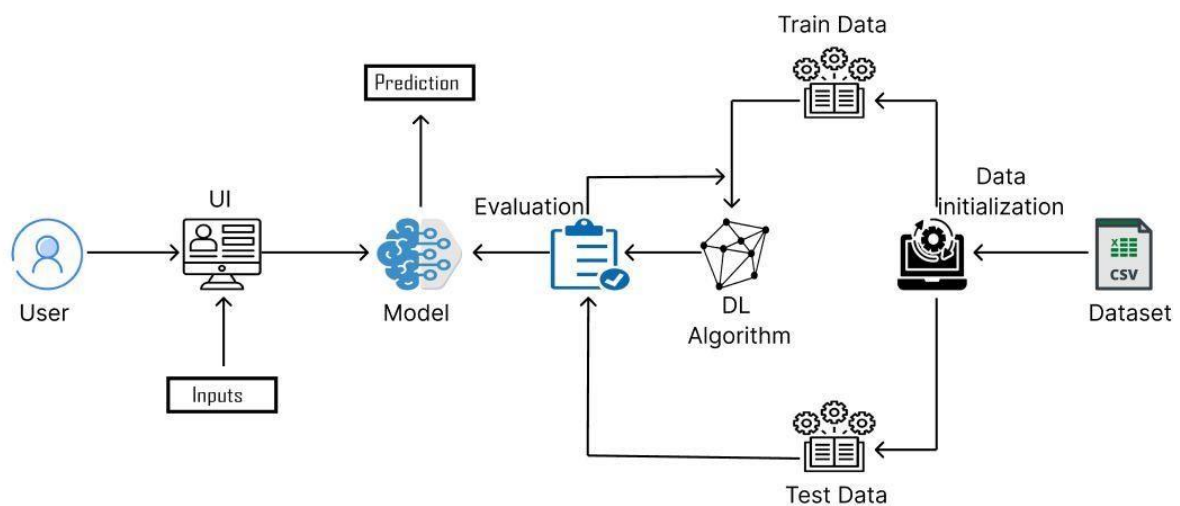 Train Data
Prediction
UI
Evaluation
Data
initialization
X
CSV
User
Model
DL
Algorithm
Dataset
Inputs
Test Data